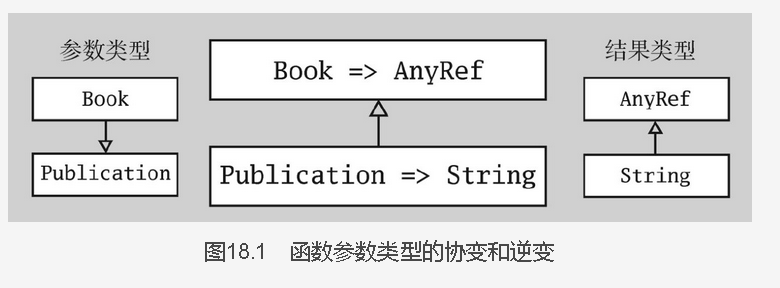 参数类型
Book
Publication
Book => AnyRef
Publication => String
结果类型
AnyRef
String
图18.1 函数参数类型的协变和逆变